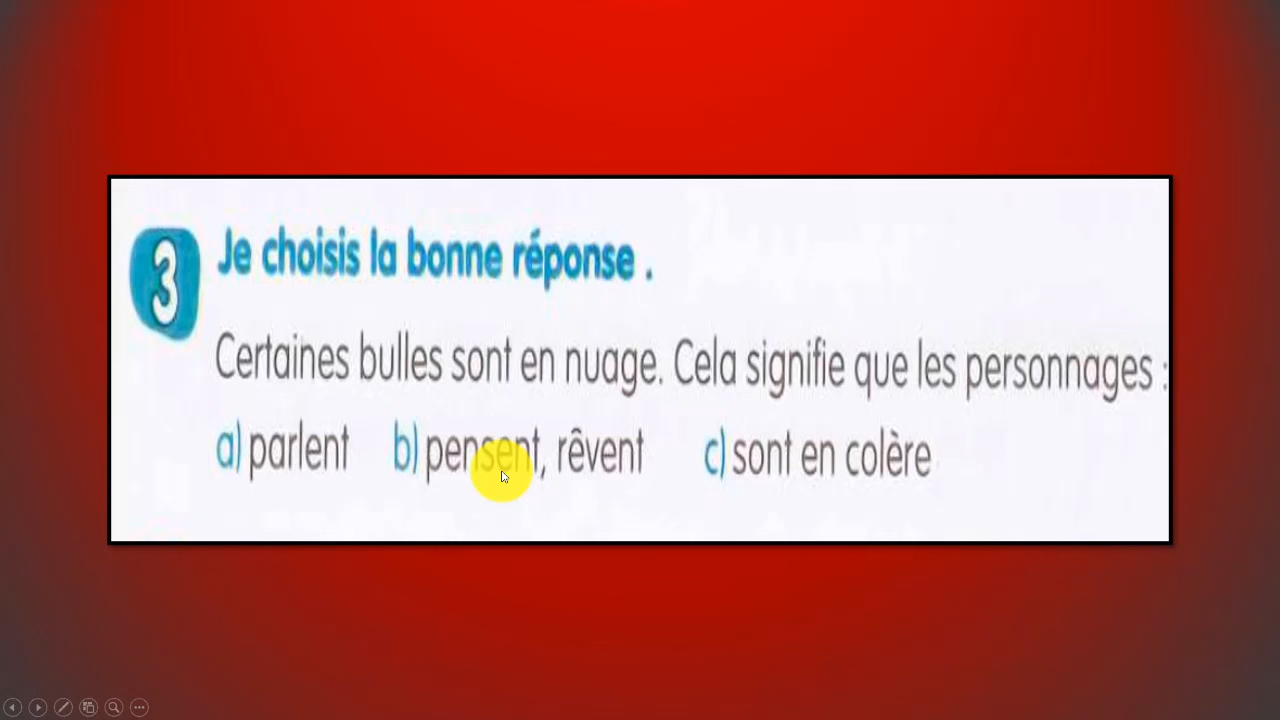 3 Je choisis la bonne réponse .
Certaines bulles sont en nuage. Cela signifie que les personnages :
a) parlent b) pensent, rêvent c) sont en colère